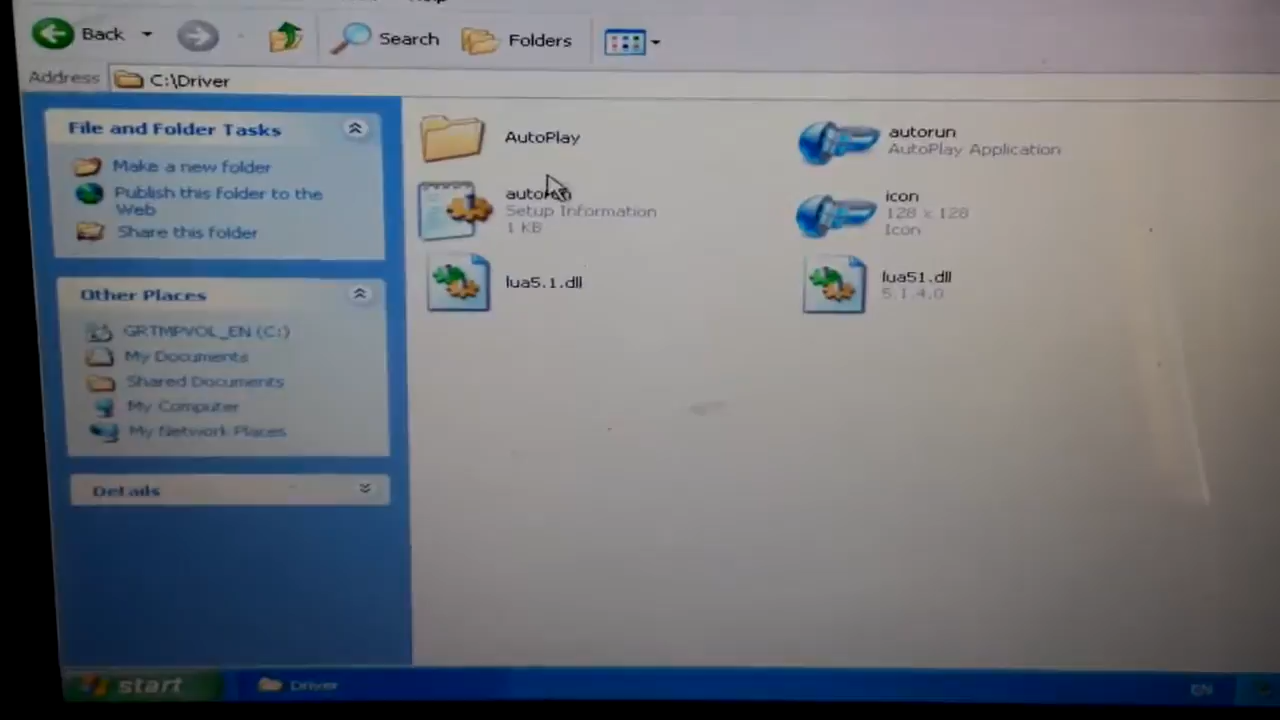 Help
Back
Search
Folders
Address
C:\Driver
File and Folder Tasks
Make a new folder
Publish this folder to the
Web
Share this folder
Other Places
GRTMPVOL_EN (C:)
My Documents
Shared Documents
My Computer
My Network Places
Details
AutoPlay
autorun
AutoPlay Application
Setup Information
1 KB
icon
128 x 128
Icon
lua5.1.dll
lua51.dll
5.1.4.0
start
Driver
EN